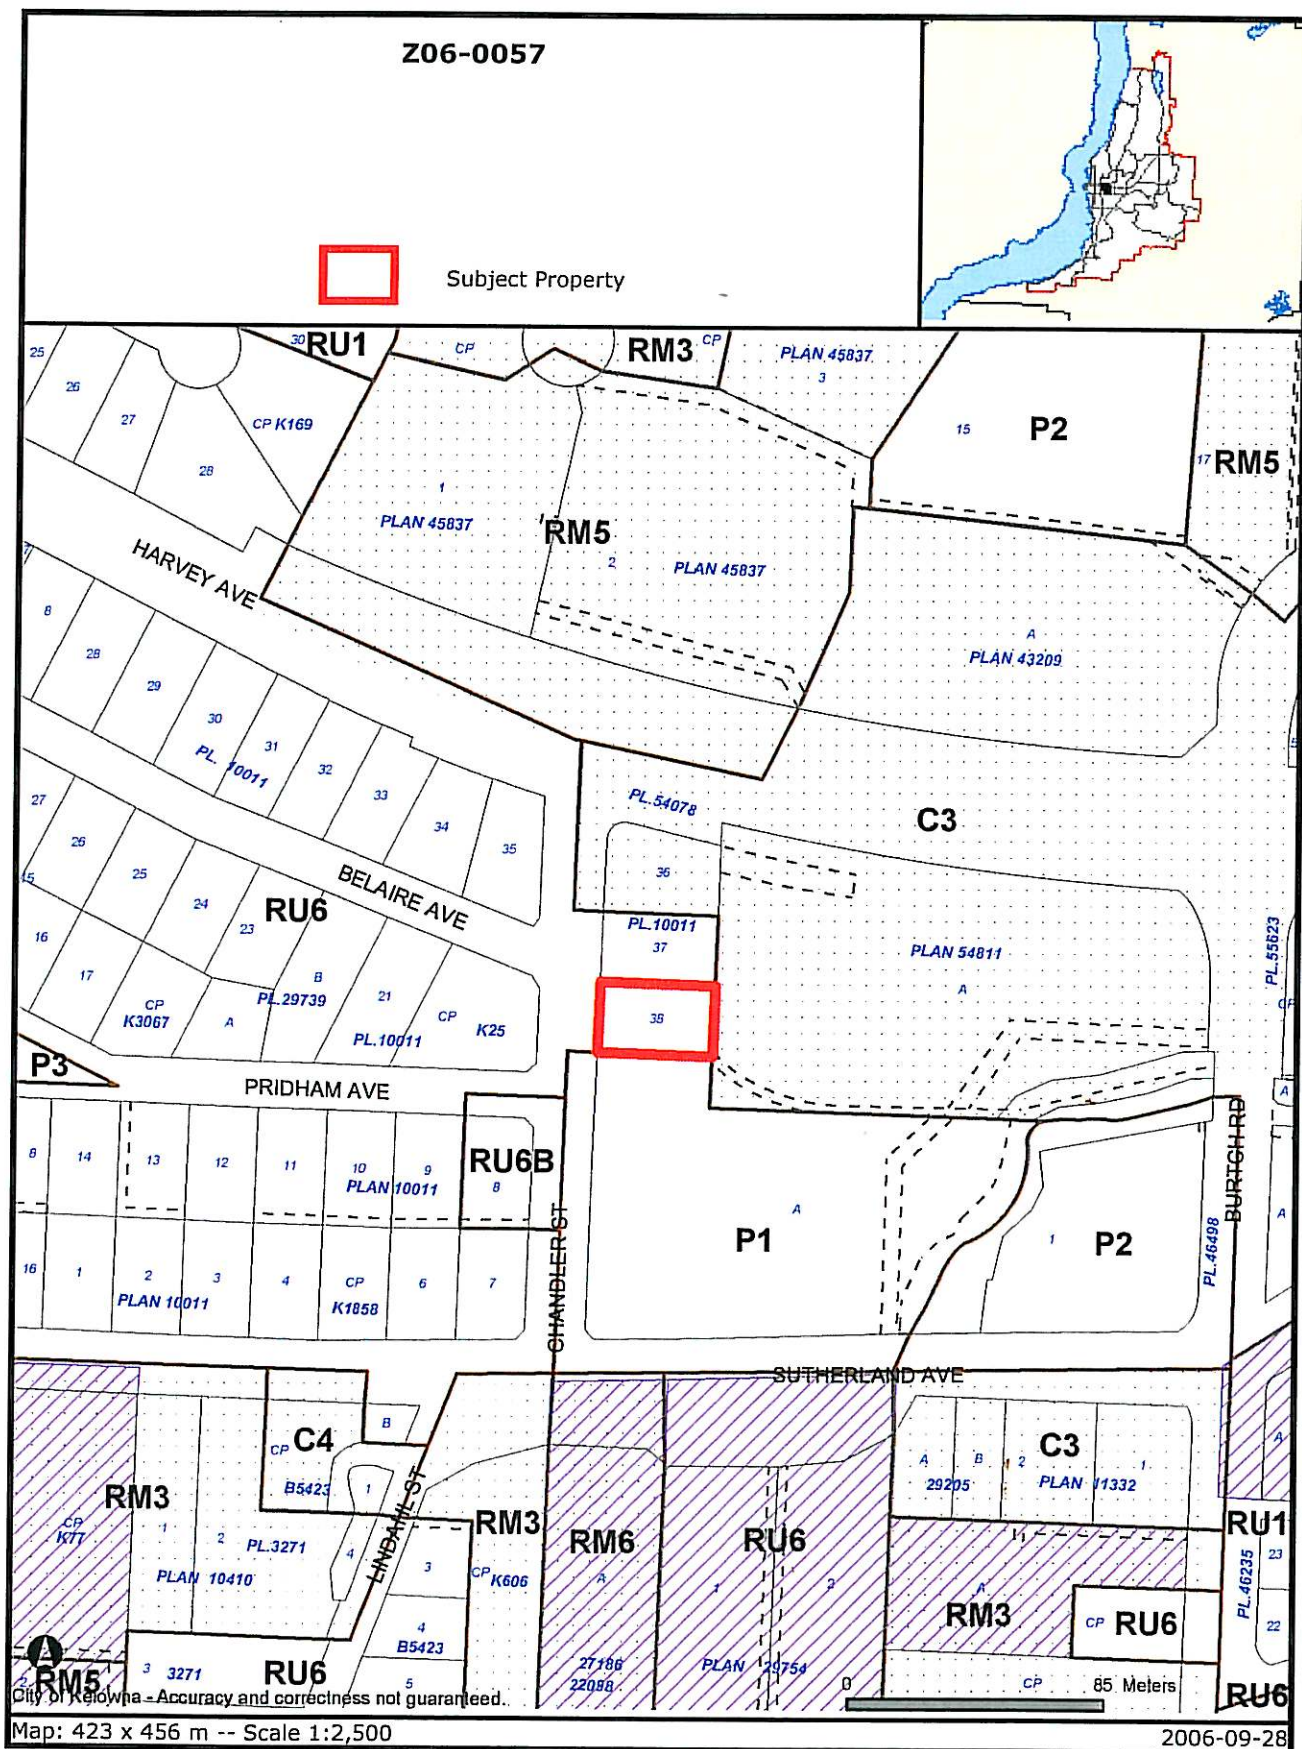 Z06-0057
Subject Property
30
RU1
CP
RM3
CP
PLAN 45837
3
25
26
27
28
CP K169
15
P2
17
RM5
1
PLAN 45837
RM5
2
PLAN 45837
HARVEY AVE
A
PLAN 43209
8
28
29
30
31
32
33
34
35
PL. 10011
PL.54078
C3
36
BELAIRE AVE
27
26
25
24
23
RU6
PL.10011
37
PLAN 54811
A
PL.55623
CP
15
16
17
CP
K3067
A
B
PL.29739
21
PL.10011
CP
K25
38
P3
PRIDHAM AVE
A
8
14
13
12
11
10
9
PLAN 10011
RU6B
8
A
P1
1
P2
PL.46498
BURTCH RD
A
CHANDLER ST
16
1
2
3
4
CP
K1858
6
7
PLAN 10011
SUTHERLAND AVE
B
CP
C4
B5423
1
LINDAHL ST
RM3
CP
K77
1
2
PL.3271
PLAN 10410
4
3
RM3
CP K606
4
B5423
5
RM6
A
27186
22098
RU6
1
2
PLAN 29754
A
B
2
1
C3
29205
PLAN 11332
A
A
RM3
CP
RU6
RU1
23
PL.46235
22
RU6
RM5
2
3
3271
RU6
CP
0
85 Meters
City of Kelowna - Accuracy and correctness not guaranteed.
Map: 423 x 456 m -- Scale 1:2,500
2006-09-28